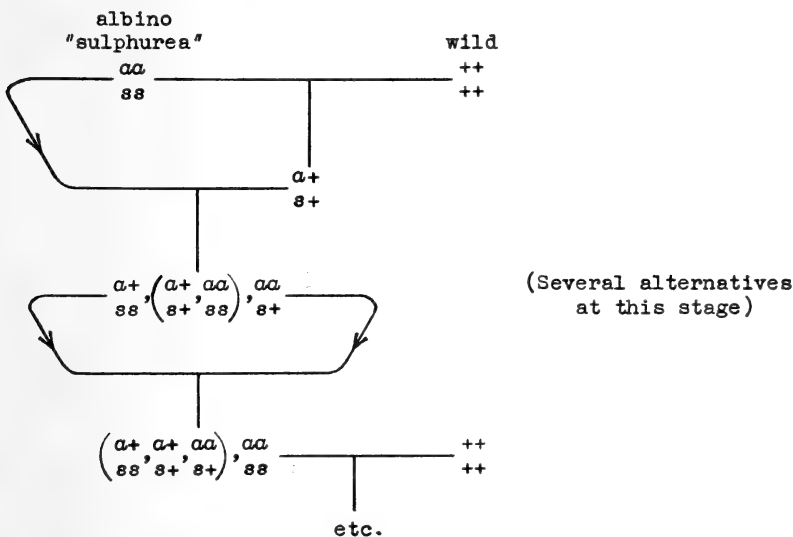 albino
"sulphurea" wild
aa ++
ss ++
a+
s+
a+ , ( a+ , aa ) , aa
ss s+ ss s+
(Several alternatives
at this stage)
( a+ , a+ , aa ) , aa ++
ss s+ s+ ss ++
etc.